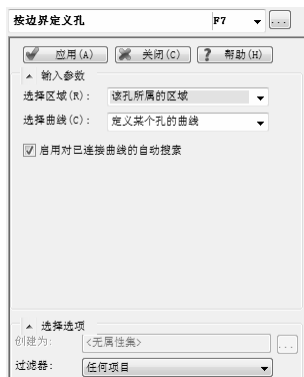 按边界定义孔 F7 ...
应用(A) 关闭(C) ? 帮助(H)
输入参数
选择区域(R): 该孔所属的区域
选择曲线(C): 定义某个孔的曲线
启用对已连接曲线的自动搜素
选择选项
创建为: <无属性集> ...
过滤器: 任何项目